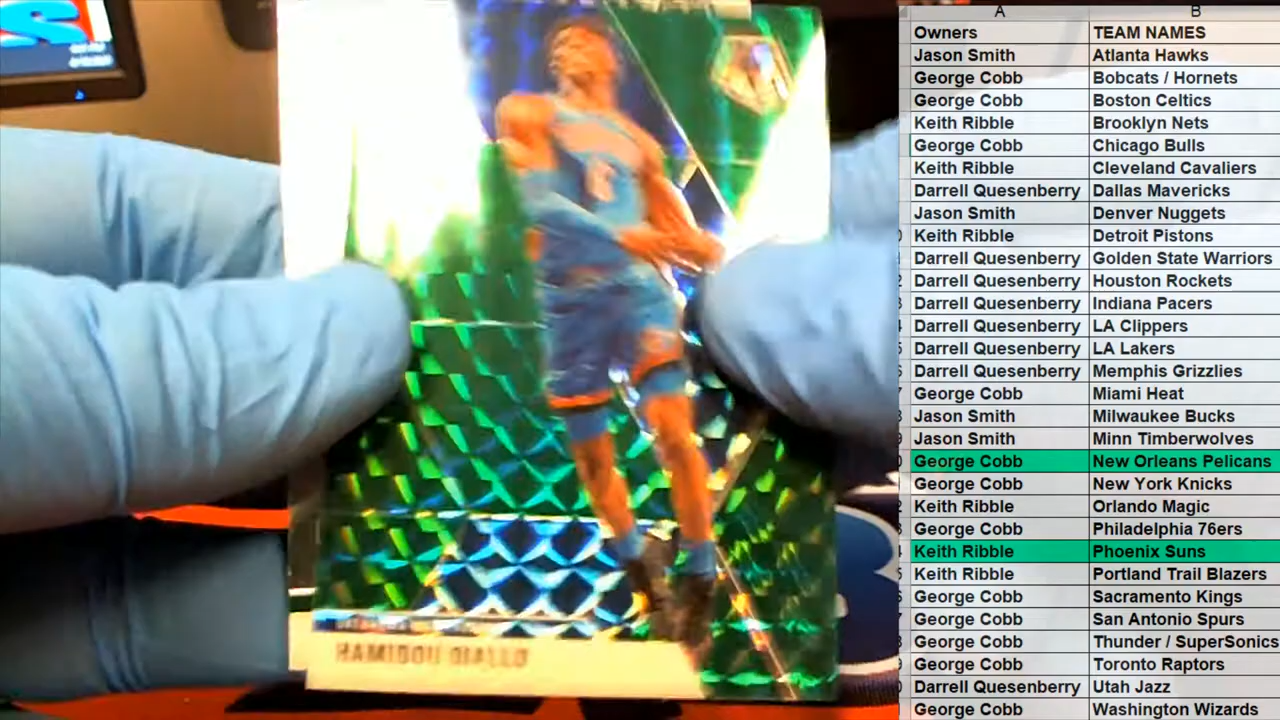 HAMIDOU DIALLO
A B
Owners TEAM NAMES
Jason Smith Atlanta Hawks
George Cobb Bobcats / Hornets
George Cobb Boston Celtics
Keith Ribble Brooklyn Nets
George Cobb Chicago Bulls
Keith Ribble Cleveland Cavaliers
Darrell Quesenberry Dallas Mavericks
Jason Smith Denver Nuggets
Keith Ribble Detroit Pistons
Darrell Quesenberry Golden State Warriors
Darrell Quesenberry Houston Rockets
Darrell Quesenberry Indiana Pacers
Darrell Quesenberry LA Clippers
Darrell Quesenberry LA Lakers
Darrell Quesenberry Memphis Grizzlies
George Cobb Miami Heat
Jason Smith Milwaukee Bucks
Jason Smith Minn Timberwolves
George Cobb New Orleans Pelicans
George Cobb New York Knicks
Keith Ribble Orlando Magic
George Cobb Philadelphia 76ers
Keith Ribble Phoenix Suns
Keith Ribble Portland Trail Blazers
George Cobb Sacramento Kings
George Cobb San Antonio Spurs
George Cobb Thunder / SuperSonics
George Cobb Toronto Raptors
Darrell Quesenberry Utah Jazz
George Cobb Washington Wizards